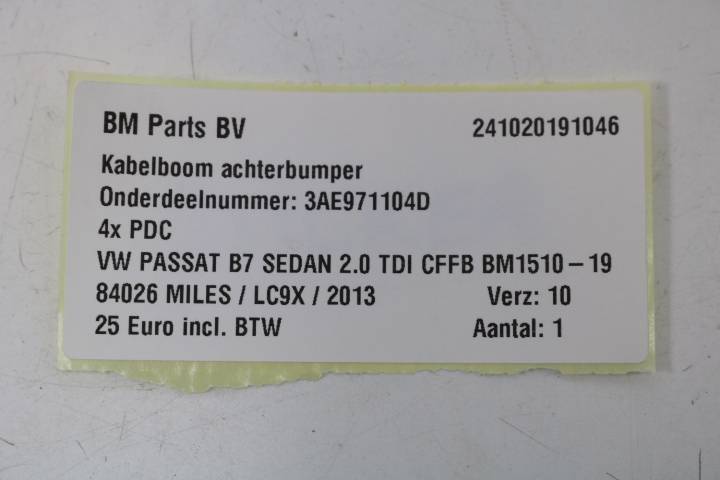 BM Parts BV 241020191046
Kabelboom achterbumper
Onderdeelnummer: 3AE971104D
4x PDC
VW PASSAT B7 SEDAN 2.0 TDI CFFB BM1510-19
84026 MILES / LC9X / 2013 Verz: 10
25 Euro incl. BTW Aantal: 1